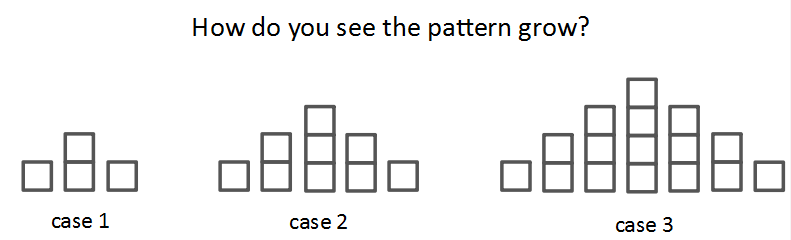 How do you see the pattern grow?
case 1
case 2
case 3